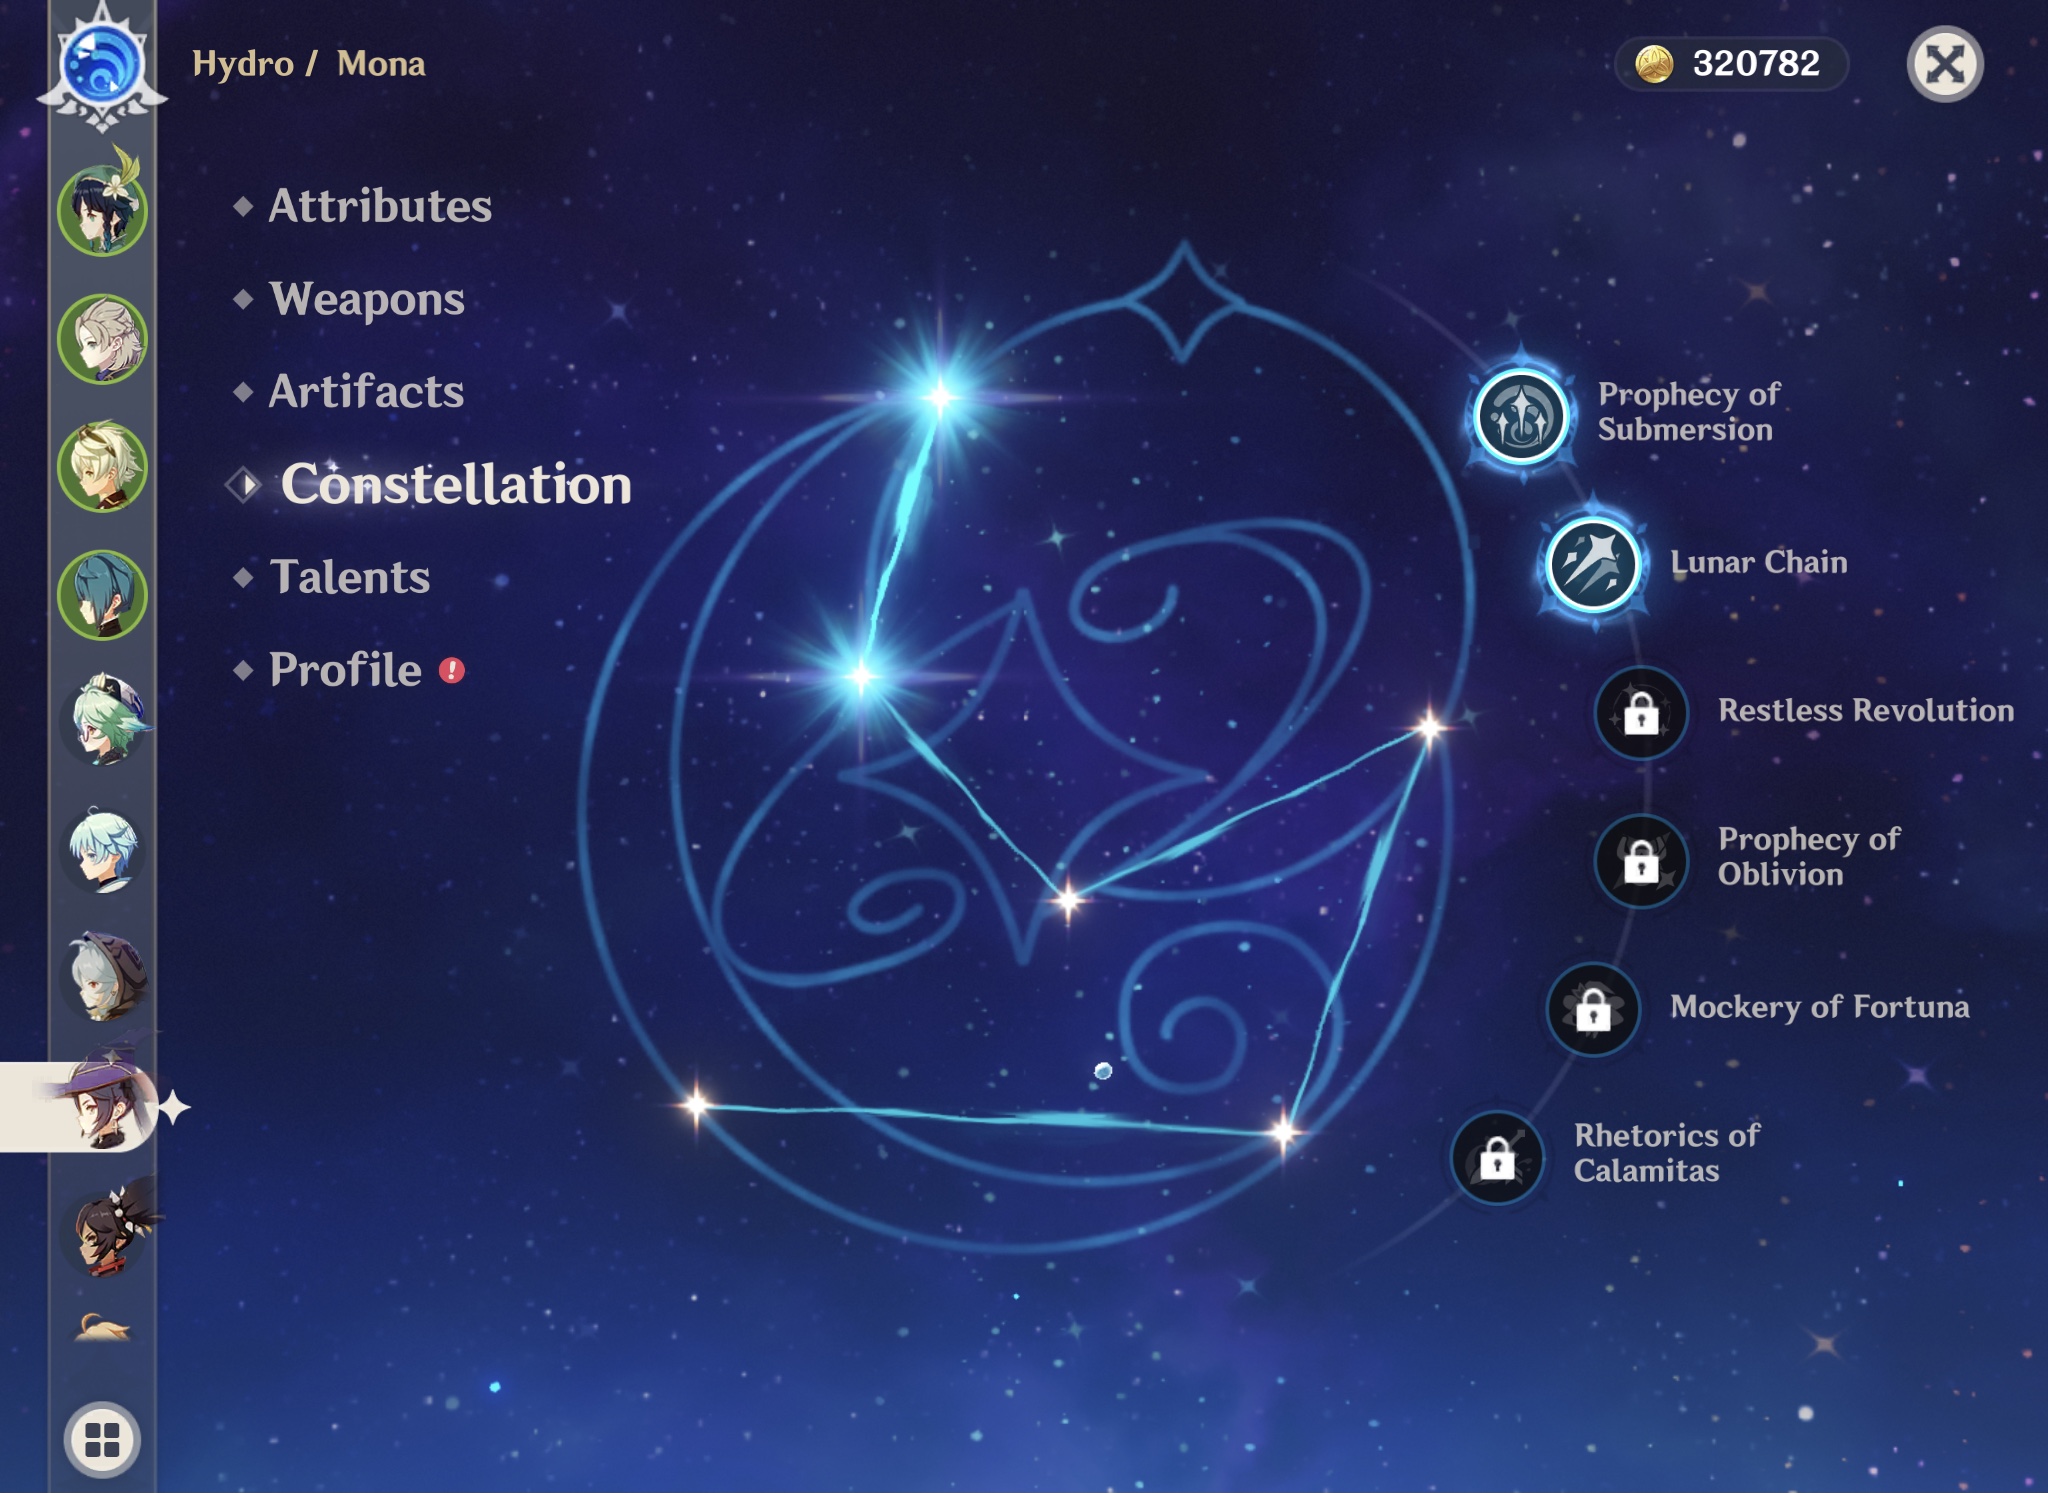 Hydro / Mona
320782
Attributes
Weapons
Artifacts
Constellation
Talents
Profile
Prophecy of
Submersion
Lunar Chain
Restless Revolution
Prophecy of
Oblivion
Mockery of Fortuna
Rhetorics of
Calamitas